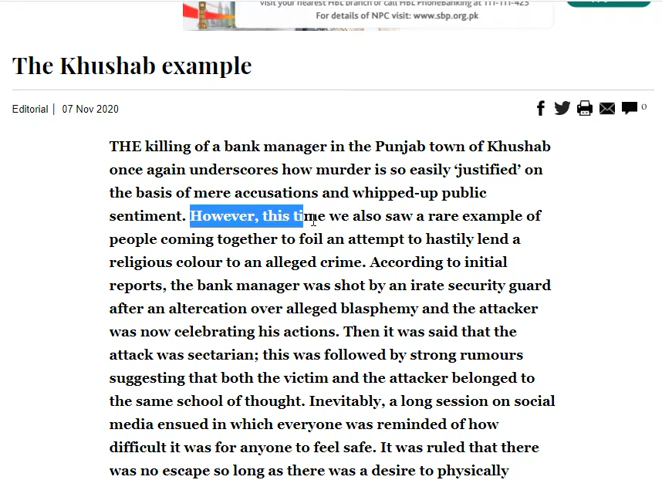 visit your nearest HBL branch or call HBL PhoneBanking at 111-111-425
For details of NPC visit: www.sbp.org.pk
The Khushab example
Editorial | 07 Nov 2020
0
THE killing of a bank manager in the Punjab town of Khushab
once again underscores how murder is so easily ‘justified’ on
the basis of mere accusations and whipped-up public
sentiment. However, this time we also saw a rare example of
people coming together to foil an attempt to hastily lend a
religious colour to an alleged crime. According to initial
reports, the bank manager was shot by an irate security guard
after an altercation over alleged blasphemy and the attacker
was now celebrating his actions. Then it was said that the
attack was sectarian; this was followed by strong rumours
suggesting that both the victim and the attacker belonged to
the same school of thought. Inevitably, a long session on social
media ensued in which everyone was reminded of how
difficult it was for anyone to feel safe. It was ruled that there
was no escape so long as there was a desire to physically